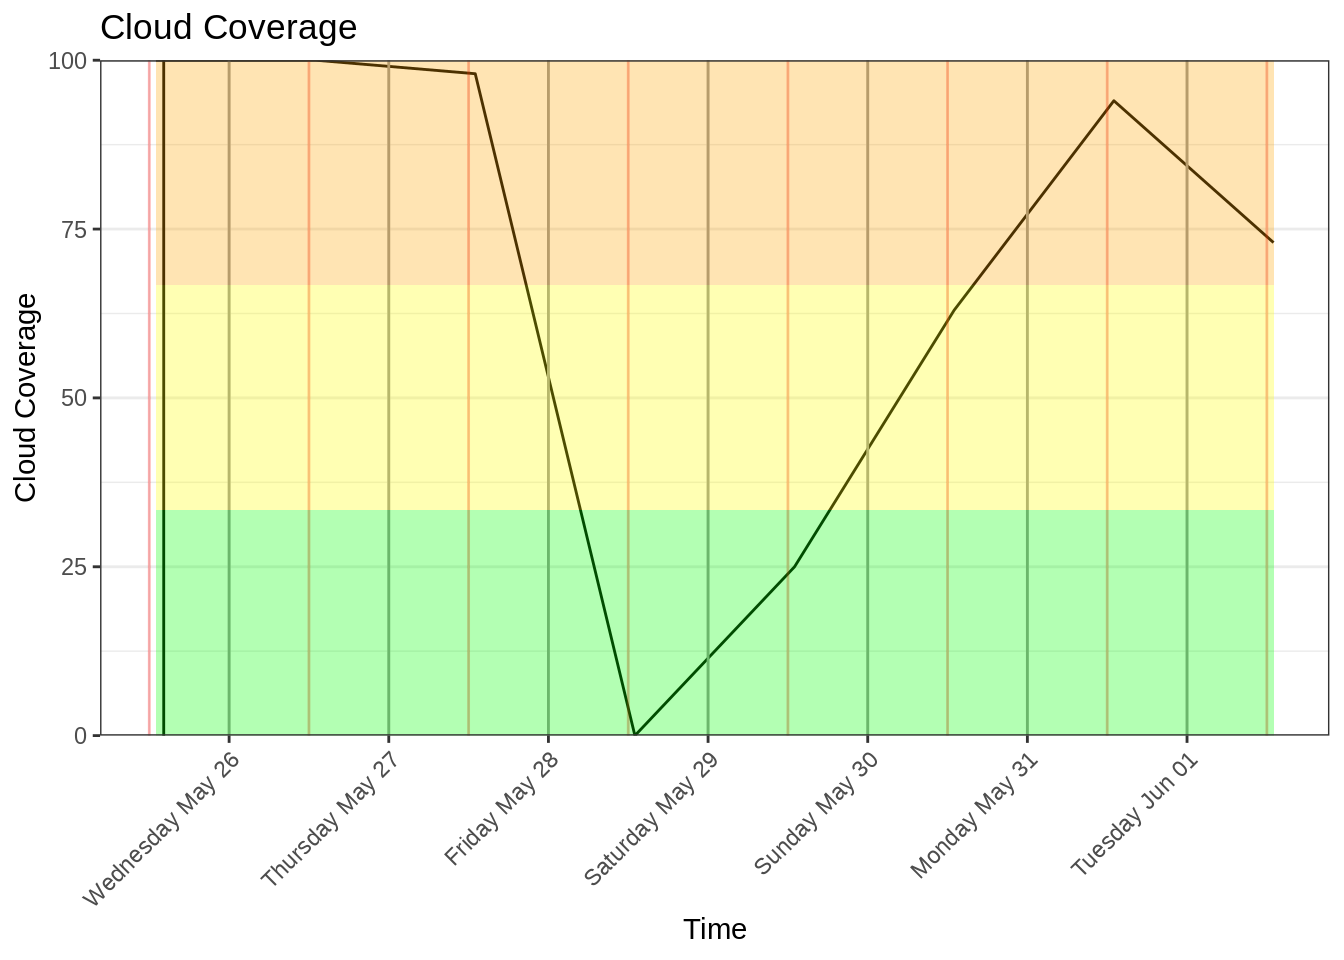 Cloud Coverage
100
75
50
25
0
Cloud Coverage
Wednesday May 26
Thursday May 27
Friday May 28
Saturday May 29
Sunday May 30
Monday May 31
Tuesday Jun 01
Time